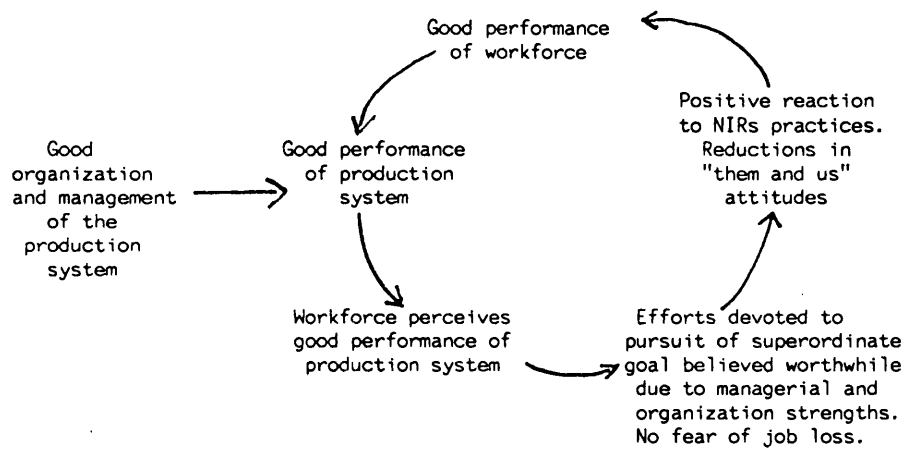 Good performance
of workforce
Positive reaction
to NIRs practices.
Reductions in
"them and us"
attitudes
Good
organization
and management
of the
production
system
Good performance
of production
system
Workforce perceives
good performance of
production system
Efforts devoted to
pursuit of superordinate
goal believed worthwhile
due to managerial and
organization strengths.
No fear of job loss.